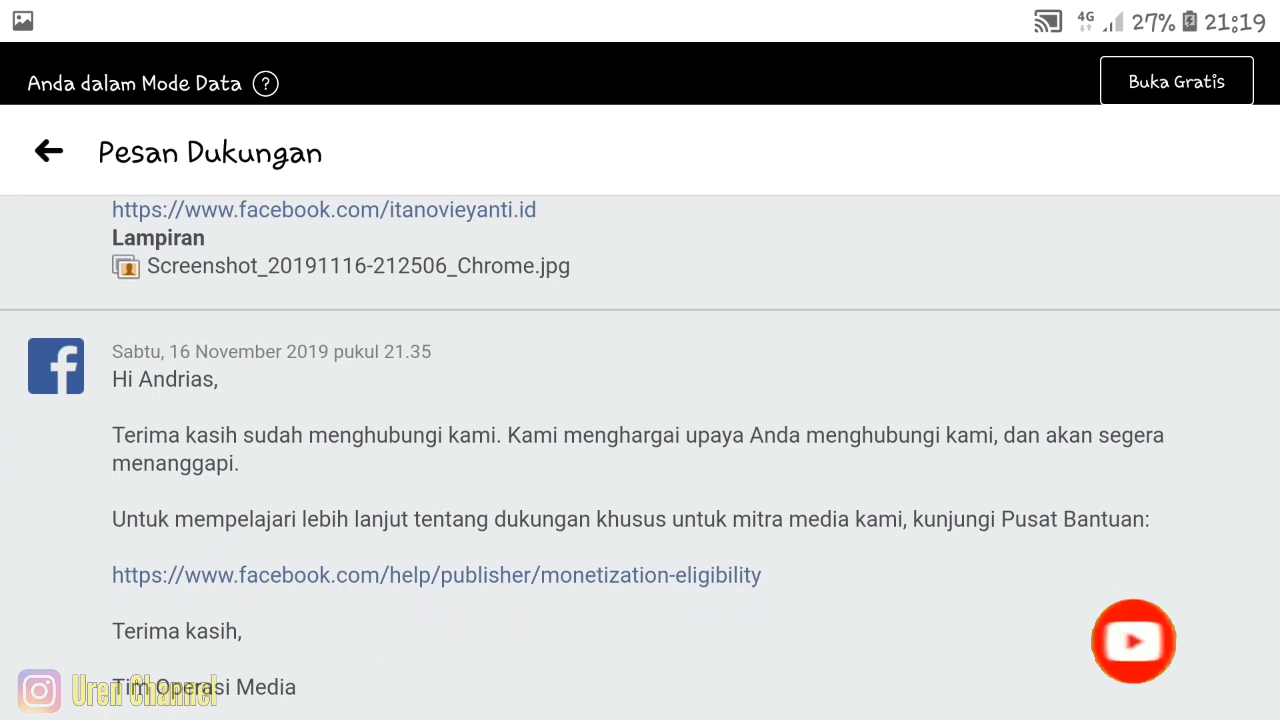 4G 27% 21:19
Anda dalam Mode Data ?
Buka Gratis
Pesan Dukungan
https://www.facebook.com/itanovieyanti.id
Lampiran
Screenshot_20191116-212506_Chrome.jpg
Sabtu, 16 November 2019 pukul 21.35
Hi Andrias,
Terima kasih sudah menghubungi kami. Kami menghargai upaya Anda menghubungi kami, dan akan segera
menanggapi.
Untuk mempelajari lebih lanjut tentang dukungan khusus untuk mitra media kami, kunjungi Pusat Bantuan:
https://www.facebook.com/help/publisher/monetization-eligibility
Terima kasih,
Tim Operasi Media
Uren Channel